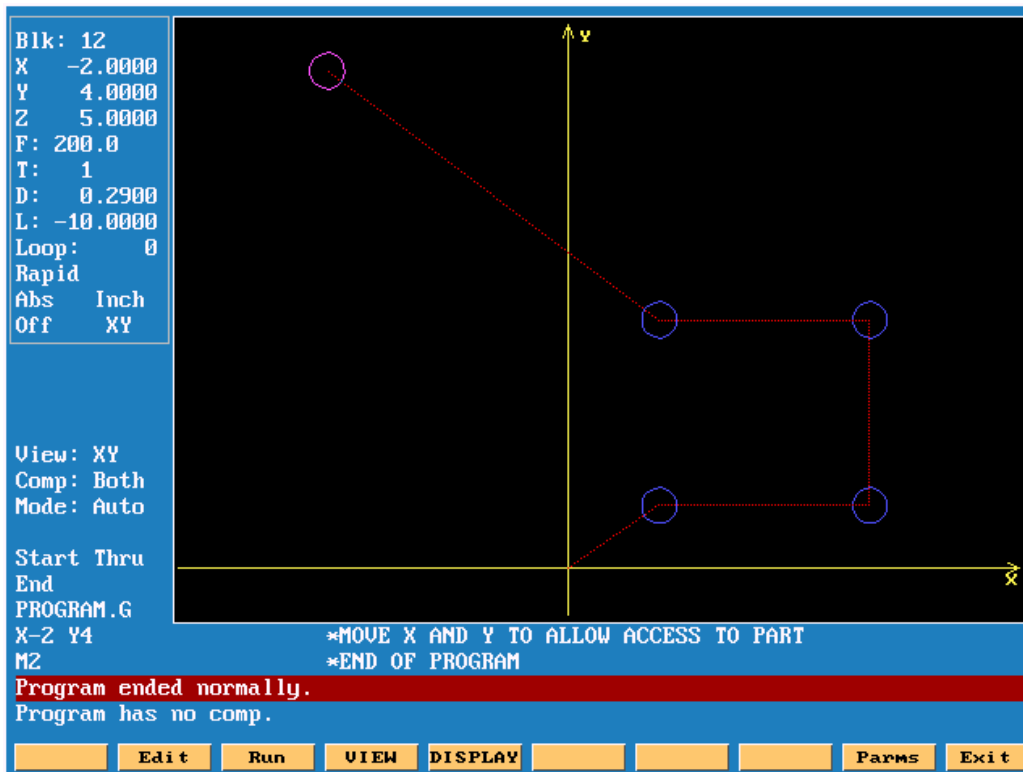 Blk: 12
X -2.0000
Y 4.0000
Z 5.0000
F: 200.0
T: 1
D: 0.2900
L: -10.0000
Loop: 0
Rapid
Abs Inch
Off XY
View: XY
Comp: Both
Mode: Auto
Start Thru
End
PROGRAM.G
Y
X
X-2 Y4 *MOVE X AND Y TO ALLOW ACCESS TO PART
M2 *END OF PROGRAM
Program ended normally.
Program has no comp.
Edit Run VIEW DISPLAY Parms Exit